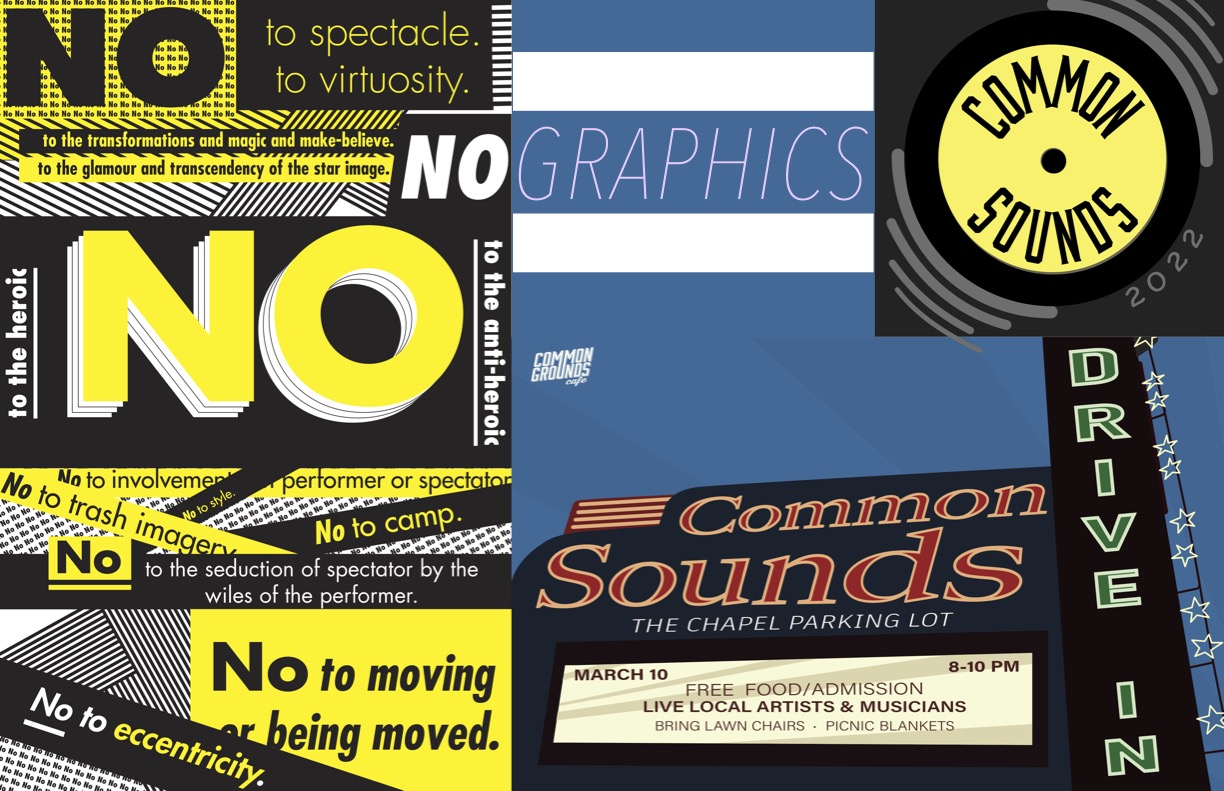 NO
to spectacle.
to virtuosity.
to the transformations and magic and make-believe.
to the glamour and transcendency of the star image.
NO
to the heroic
NO
to the anti-heroic
No to involvement performer or spectator
No to trash imagery
No to style.
No to camp.
No
to the seduction of spectator by the
wiles of the performer.
No to moving
or being moved.
No to eccentricity.
GRAPHICS
COMMON
SOUNDS
2022
COMMON
GROUNDS
cafe
DRIVE IN
Common
Sounds
THE CHAPEL PARKING LOT
MARCH 10
8-10 PM
FREE FOOD/ADMISSION
LIVE LOCAL ARTISTS & MUSICIANS
BRING LAWN CHAIRS · PICNIC BLANKETS